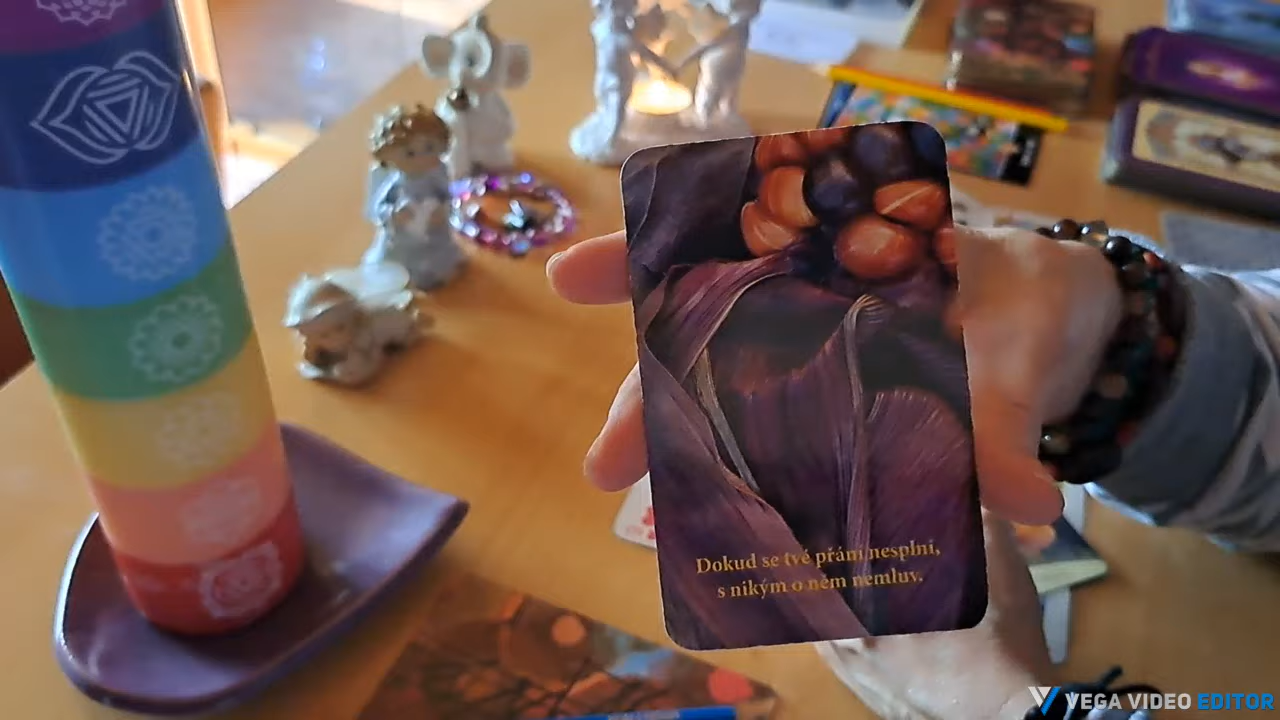 Dokud se tvé přání nesplní,
s nikým o něm nemluv.
VEGA VIDEO EDITOR